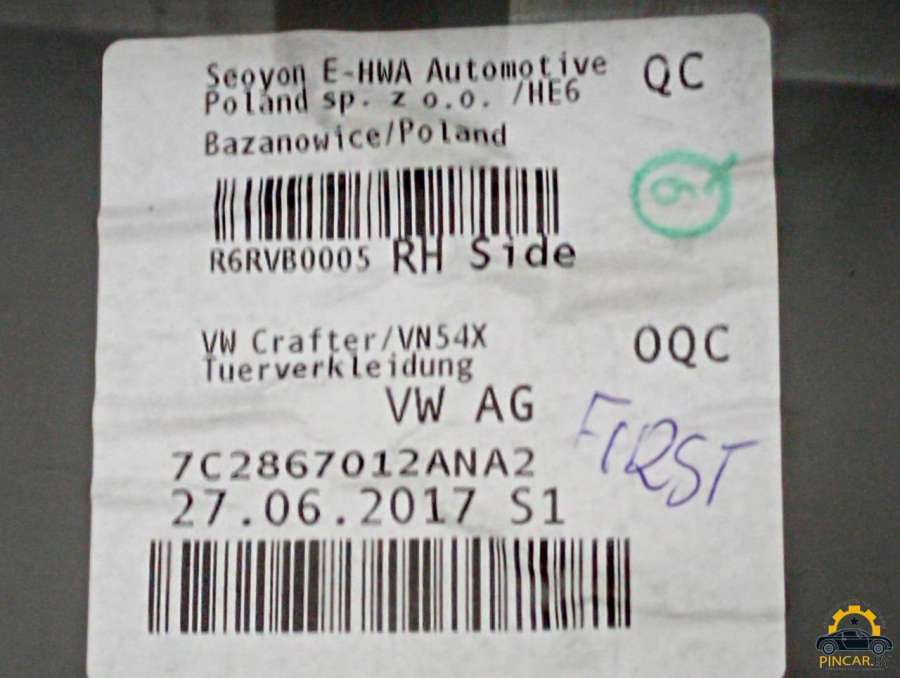 Seoyon E-HWA Automotive
Poland sp. z o.o. /HE6
QC
Bazanowice/Poland
R6RVB0005 RH Side
VW Crafter/VN54X
Tuerverkleidung
OQC
VW AG
FIRST
7C2867012ANA2
27.06.2017 S1
PINCAR.BY